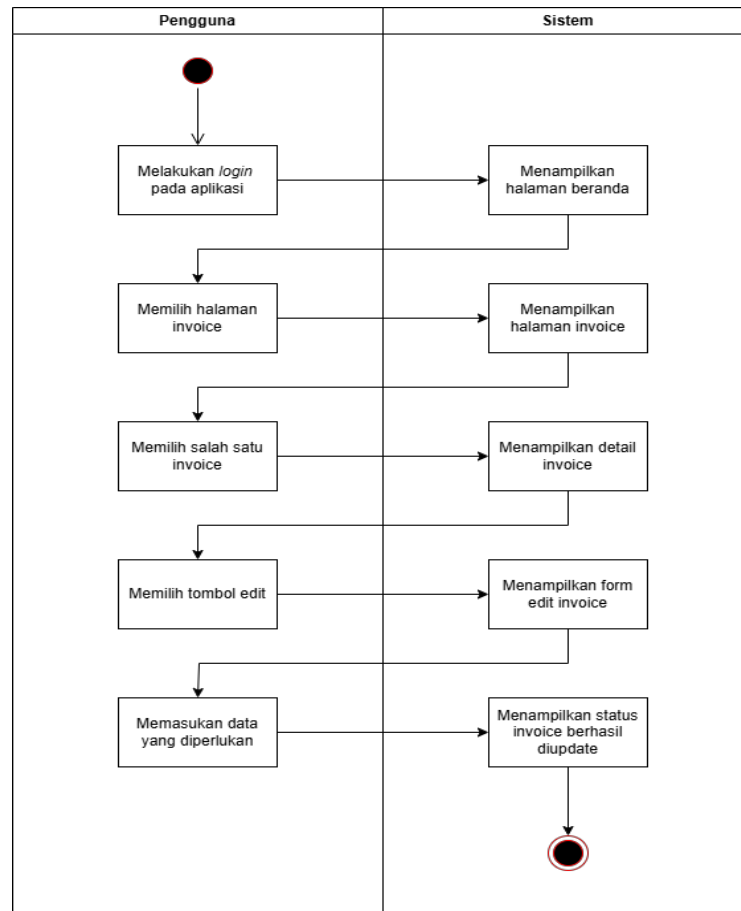 Pengguna
Sistem
Melakukan login
pada aplikasi
Menampilkan
halaman beranda
Memilih halaman
invoice
Menampilkan
halaman invoice
Memilih salah satu
invoice
Menampilkan detail
invoice
Memilih tombol edit
Menampilkan form
edit invoice
Memasukan data
yang diperlukan
Menampilkan status
invoice berhasil
diupdate